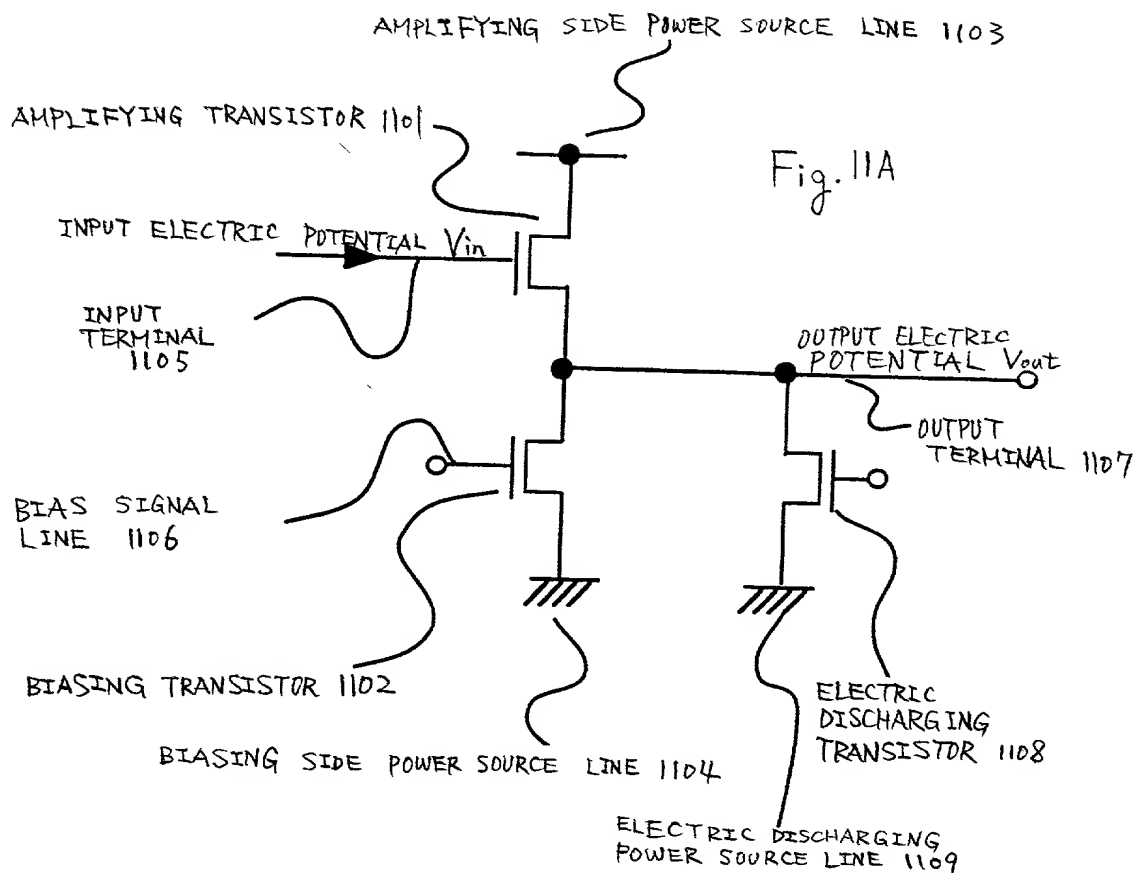 AMPLIFYING SIDE POWER SOURCE LINE 1103
AMPLIFYING TRANSISTOR 1101
Fig. 11A
INPUT ELECTRIC POTENTIAL Vin
INPUT
TERMINAL
1105
OUTPUT ELECTRIC
POTENTIAL Vout
OUTPUT
TERMINAL 1107
BIAS SIGNAL
LINE 1106
BIASING TRANSISTOR 1102
ELECTRIC
DISCHARGING
TRANSISTOR 1108
BIASING SIDE POWER SOURCE LINE 1104
ELECTRIC DISCHARGING
POWER SOURCE LINE 1109